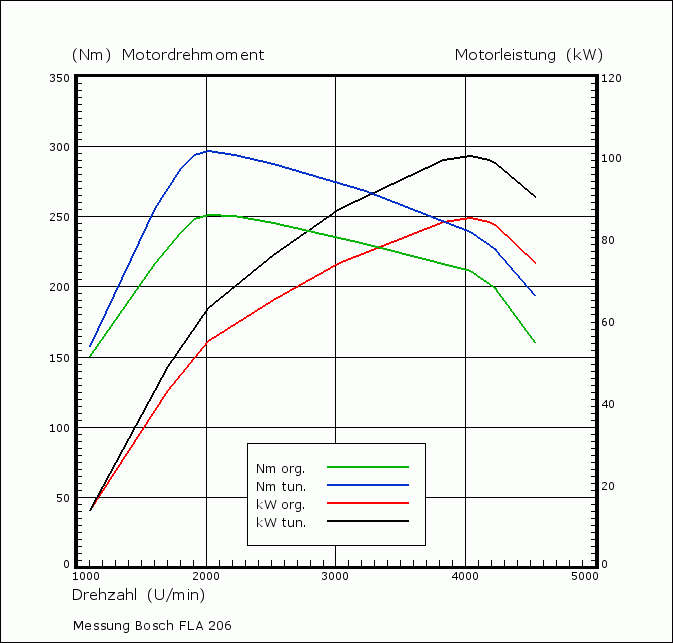 (Nm) Motordrehmoment Motorleistung (kW)
350 120
300 100
250 80
200 60
150 40
100 20
50
0 0
Nm org.
Nm tun.
kW org.
kW tun.
1000 2000 3000 4000 5000
Drehzahl (U/min)
Messung Bosch FLA 206